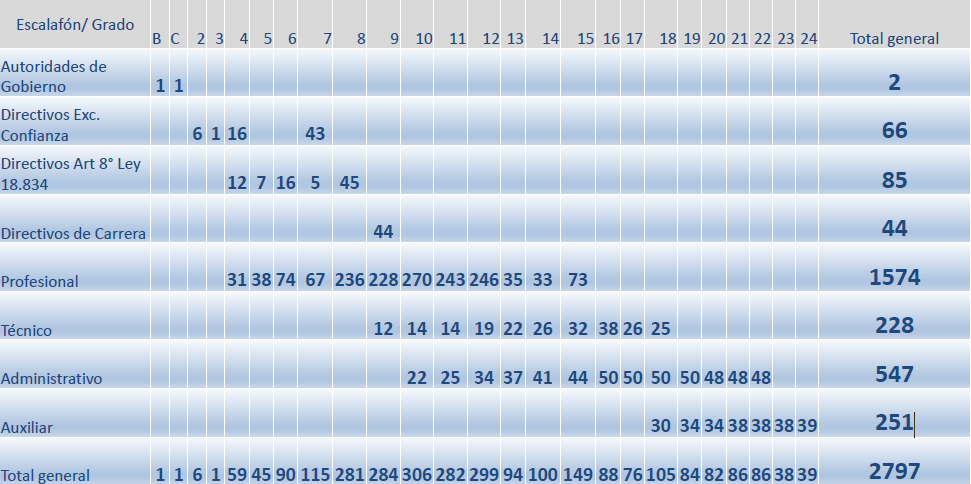 Escalafón/ Grado B C 2 3 4 5 6 7 8 9 10 11 12 13 14 15 16 17 18 19 20 21 22 23 24 Total general
Autoridades de
Gobierno 1 1 2
Directivos Exc.
Confianza 6 1 16 43 66
Directivos Art 8° Ley
18.834 12 7 16 5 45 85
Directivos de Carrera 44 44
Profesional 31 38 74 67 236 228 270 243 246 35 33 73 1574
Técnico 12 14 14 19 22 26 32 38 26 25 228
Administrativo 22 25 34 37 41 44 50 50 50 50 48 48 48 547
Auxiliar 30 34 34 38 38 38 39 251
Total general 1 1 6 1 59 45 90 115 281 284 306 282 299 94 100 149 88 76 105 84 82 86 86 38 39 2797